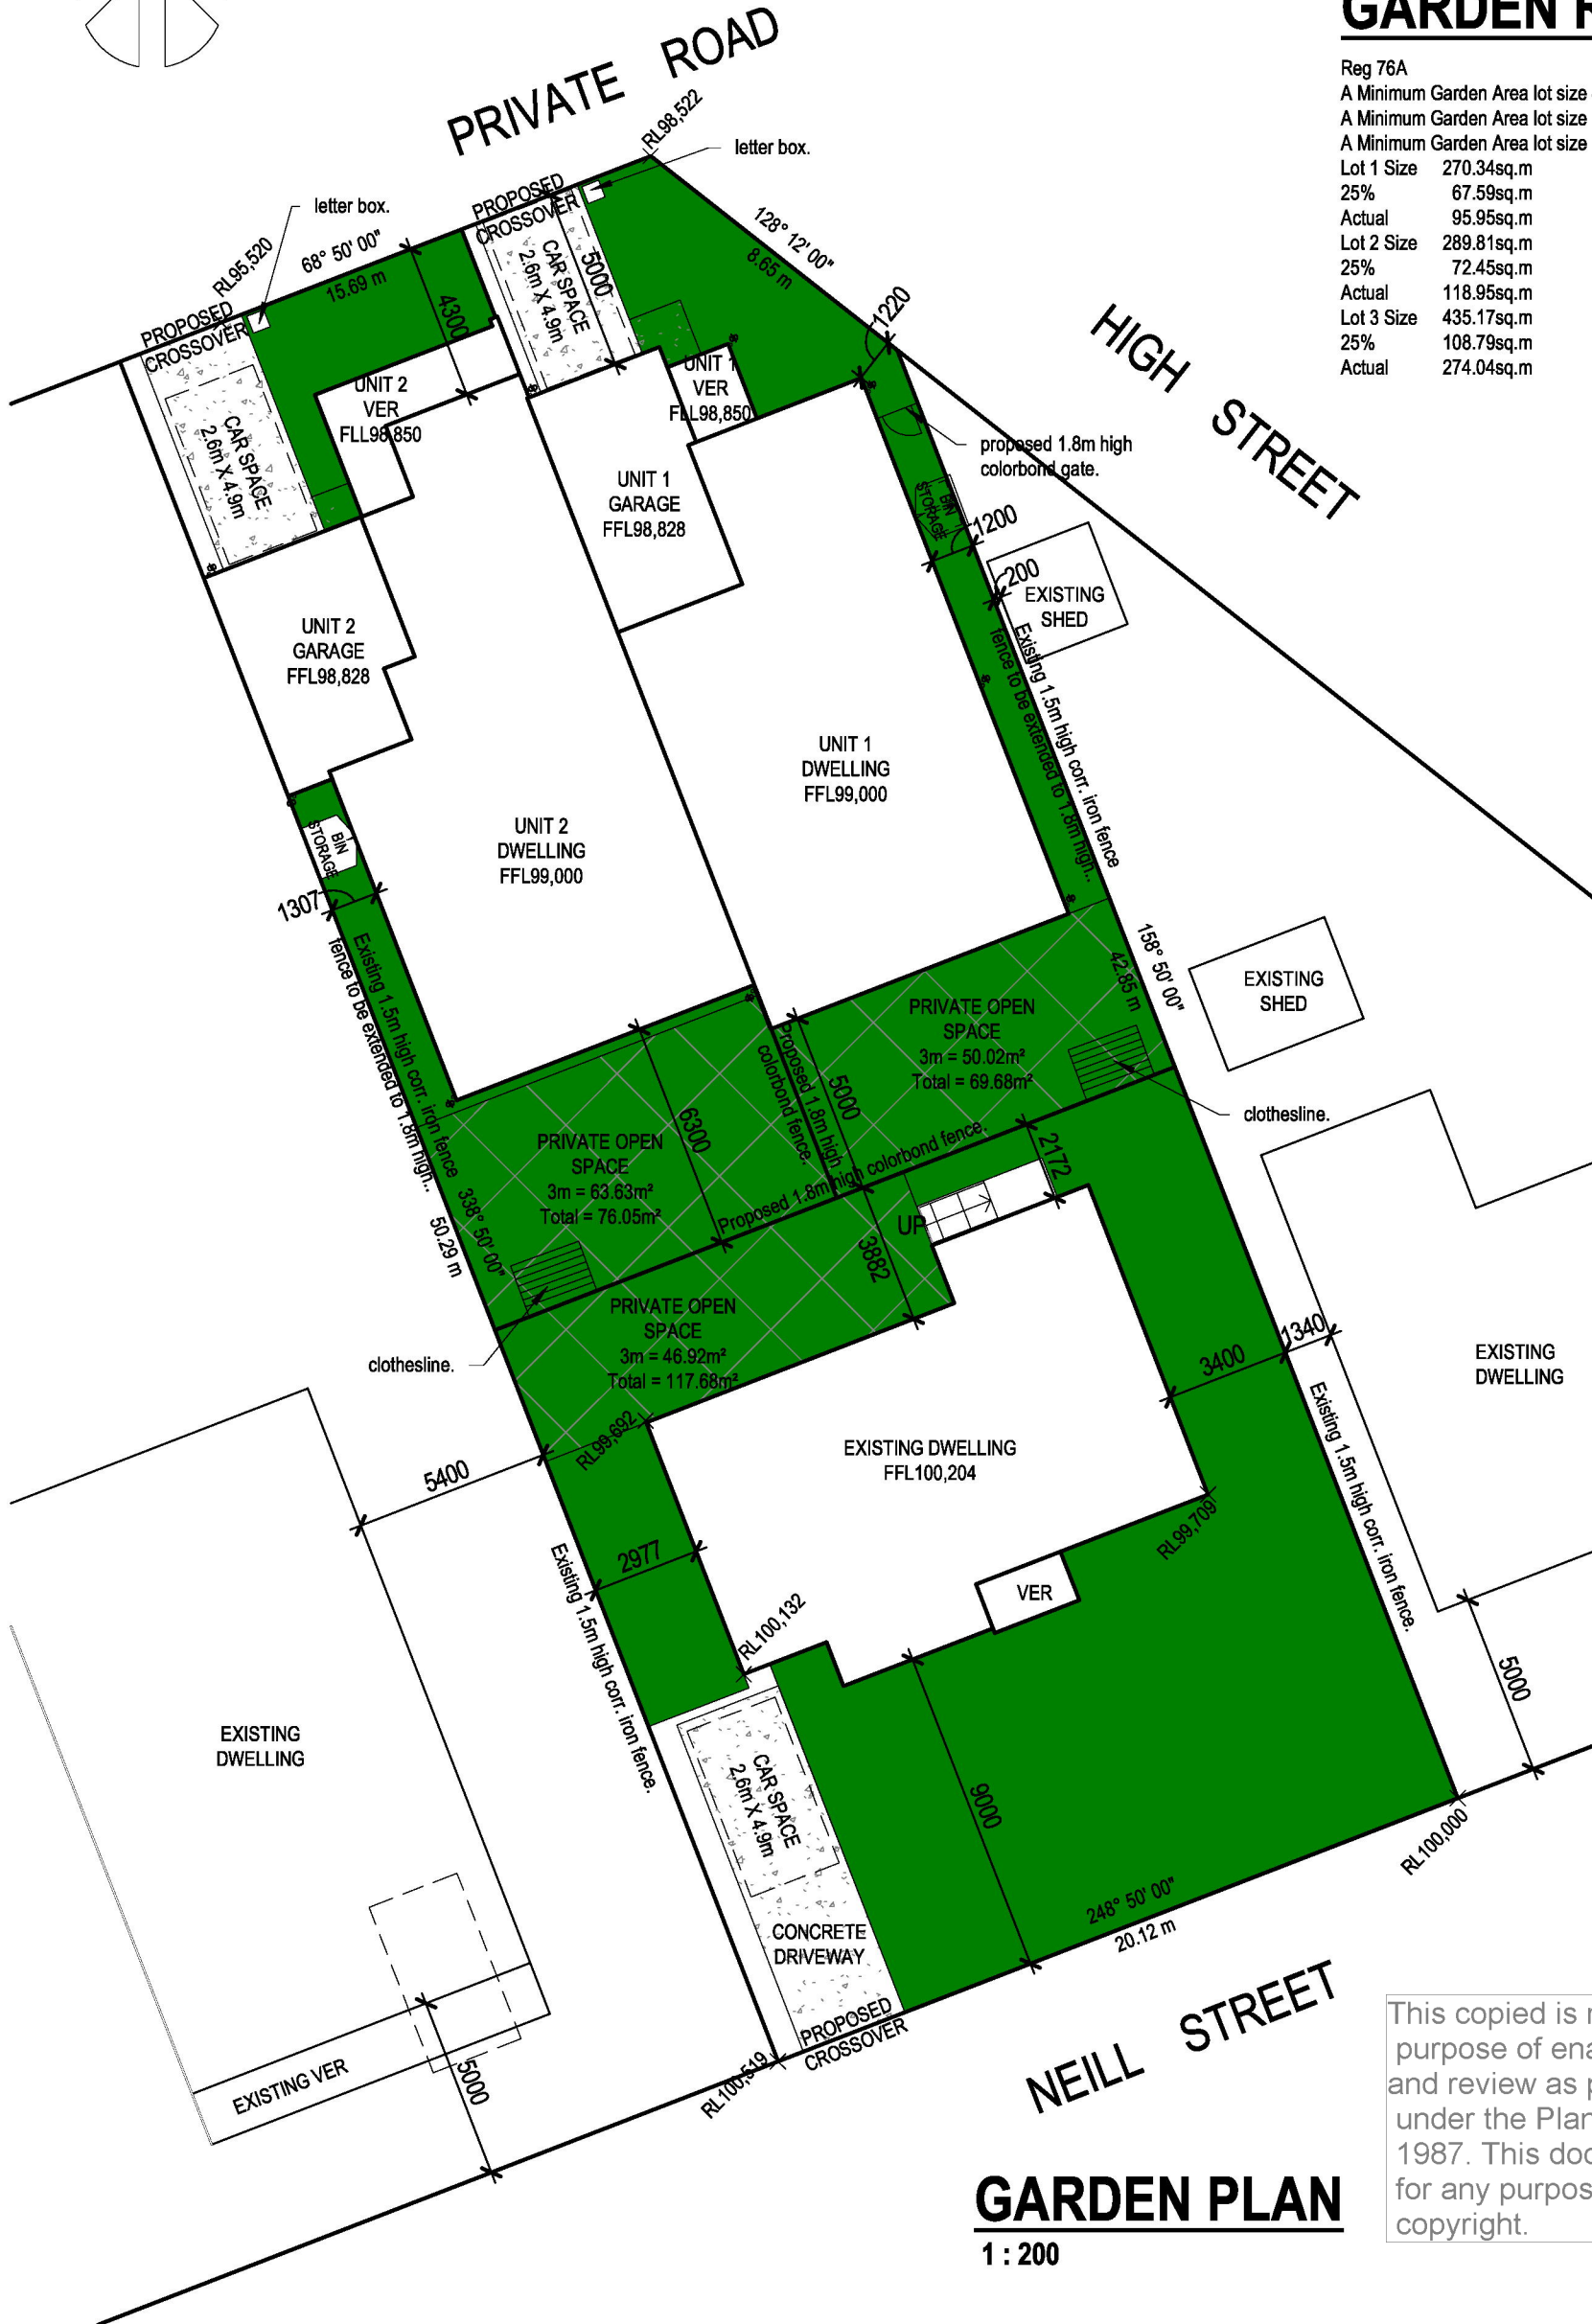 GARDEN R
Reg 76A
A Minimum Garden Area lot size
A Minimum Garden Area lot size
A Minimum Garden Area lot size
Lot 1 Size 270.34sq.m
25% 67.59sq.m
Actual 95.95sq.m
Lot 2 Size 289.81sq.m
25% 72.45sq.m
Actual 118.95sq.m
Lot 3 Size 435.17sq.m
25% 108.79sq.m
Actual 274.04sq.m
PRIVATE ROAD
RL98,522
letter box.
letter box.
PROPOSED
CROSSOVER
128° 12' 00"
8.65 m
RL95,520
68° 50' 00"
15.69 m
4300
CAR SPACE
2.6m X 4.9m
5000
1220
HIGH STREET
PROPOSED
CROSSOVER
CAR SPACE
2.6m X 4.9m
UNIT 2
VER
FLL98,850
UNIT 1
VER
FLL98,850
proposed 1.8m high
colorbond gate.
UNIT 1
GARAGE
FFL98,828
BIN
STORAGE
1200
200
EXISTING
SHED
UNIT 2
GARAGE
FFL98,828
Existing 1.5m high corr. iron fence
fence to be extended to 1.8m high..
UNIT 1
DWELLING
FFL99,000
UNIT 2
DWELLING
FFL99,000
BIN
STORAGE
1307
Existing 1.5m high corr. iron fence
fence to be extended to 1.8m high..
338° 50' 00"
50.29 m
158° 50' 00"
42.85 m
EXISTING
SHED
PRIVATE OPEN
SPACE
3m = 50.02m²
Total = 69.68m²
clothesline.
Proposed 1.8m high
colorbond fence.
5000
6300
PRIVATE OPEN
SPACE
3m = 63.63m²
Total = 76.05m²
Proposed 1.8m high colorbond fence.
2172
UP
3882
PRIVATE OPEN
SPACE
3m = 46.92m²
Total = 117.68m²
clothesline.
1340
3400
EXISTING
DWELLING
5400
RL99,692
EXISTING DWELLING
FFL100,204
RL99,709
Existing 1.5m high corr. iron fence.
2977
Existing 1.5m high corr. iron fence.
VER
RL100,132
5000
EXISTING
DWELLING
CAR SPACE
2.6m X 4.9m
9000
RL100,000
248° 50' 00"
20.12 m
CONCRETE
DRIVEWAY
PROPOSED
CROSSOVER
RL100,519
EXISTING VER
5000
NEILL STREET
This copied is
purpose of ena
and review as p
under the Plan
1987. This doc
for any purpos
copyright.
GARDEN PLAN
1 : 200